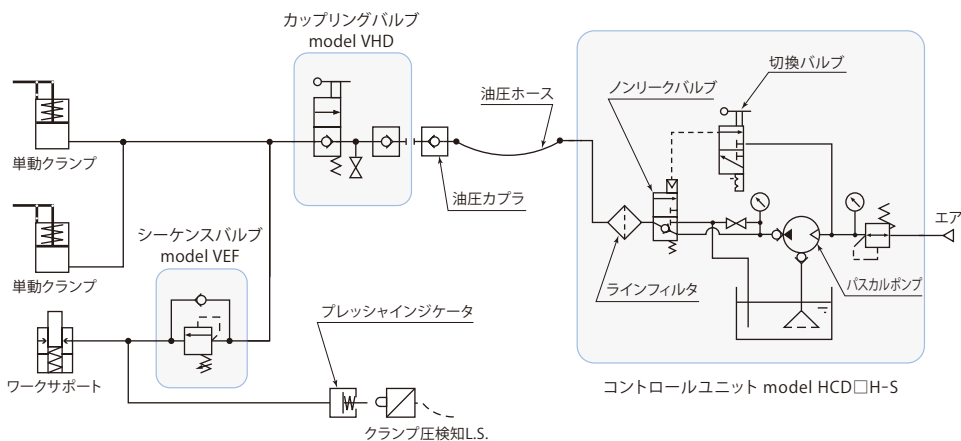 カップリングバルブ
model VHD
単動クランプ
単動クランプ
シーケンスバルブ
model VEF
ワークサポート
プレッシャインジケータ
クランプ圧検知L.S.
油圧ホース
油圧カプラ
ノンリークバルブ
切換バルブ
ラインフィルタ
パスカルポンプ
エア
コントロールユニット model HCD□H-S